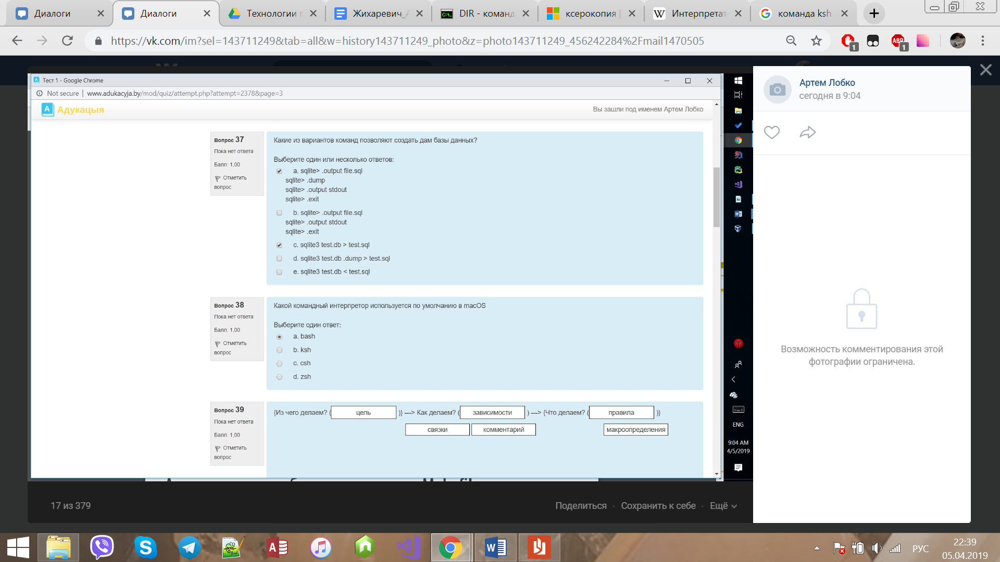 Диалоги
Диалоги
Технологии п
Жихаревич_А
DIR - команд
ксерокопия |
Интерпретат
команда ksh
https://vk.com/im?sel=143711249&tab=all&w=history143711249_photo&z=photo143711249_456242284%2Fmail1470505
1
ABP
1
Тест 1 - Google Chrome
Not secure | www.adukacyja.by/mod/quiz/attempt.php?attempt=2378&page=3
A Адукацыя
Вы зашли под именем Артем Лобко
Вопрос 37
Пока нет ответа
Балл: 1,00
Отметить
вопрос
Какие из вариантов команд позволяют создать дам базы данных?
Выберите один или несколько ответов:
a. sqlite> .output file.sql
sqlite> .dump
sqlite> .output stdout
sqlite> .exit
b. sqlite> .output file.sql
sqlite> .output stdout
sqlite> .exit
c. sqlite3 test.db > test.sql
d. sqlite3 test.db .dump > test.sql
e. sqlite3 test.db < test.sql
Вопрос 38
Пока нет ответа
Балл: 1,00
Отметить
вопрос
Какой командный интерпретор используется по умолчанию в macOS
Выберите один ответ:
a. bash
b. ksh
c. csh
d. zsh
Вопрос 39
Пока нет ответа
Балл: 1,00
Отметить
вопрос
{Из чего делаем? ( цель )} ---> Как делаем? ( зависимости ) ---> {Что делаем? ( правила )}
связки комментарий макроопределения
ENG
9:04 AM
4/5/2019
Артем Лобко
сегодня в 9:04
Возможность комментирования этой
фотографии ограничена.
17 из 379
Поделиться · Сохранить к себе · Ещё
РУС
22:39
05.04.2019